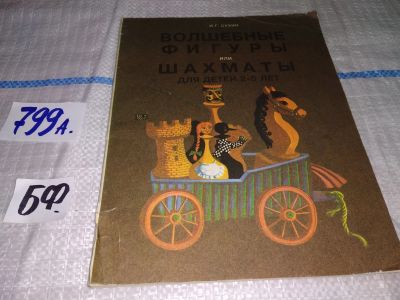 И.Г. СУХИН
ВОЛШЕБНЫЕ
ФИГУРЫ
ИЛИ
ШАХМАТЫ
ДЛЯ ДЕТЕЙ 2-5 ЛЕТ
799А.
БФ